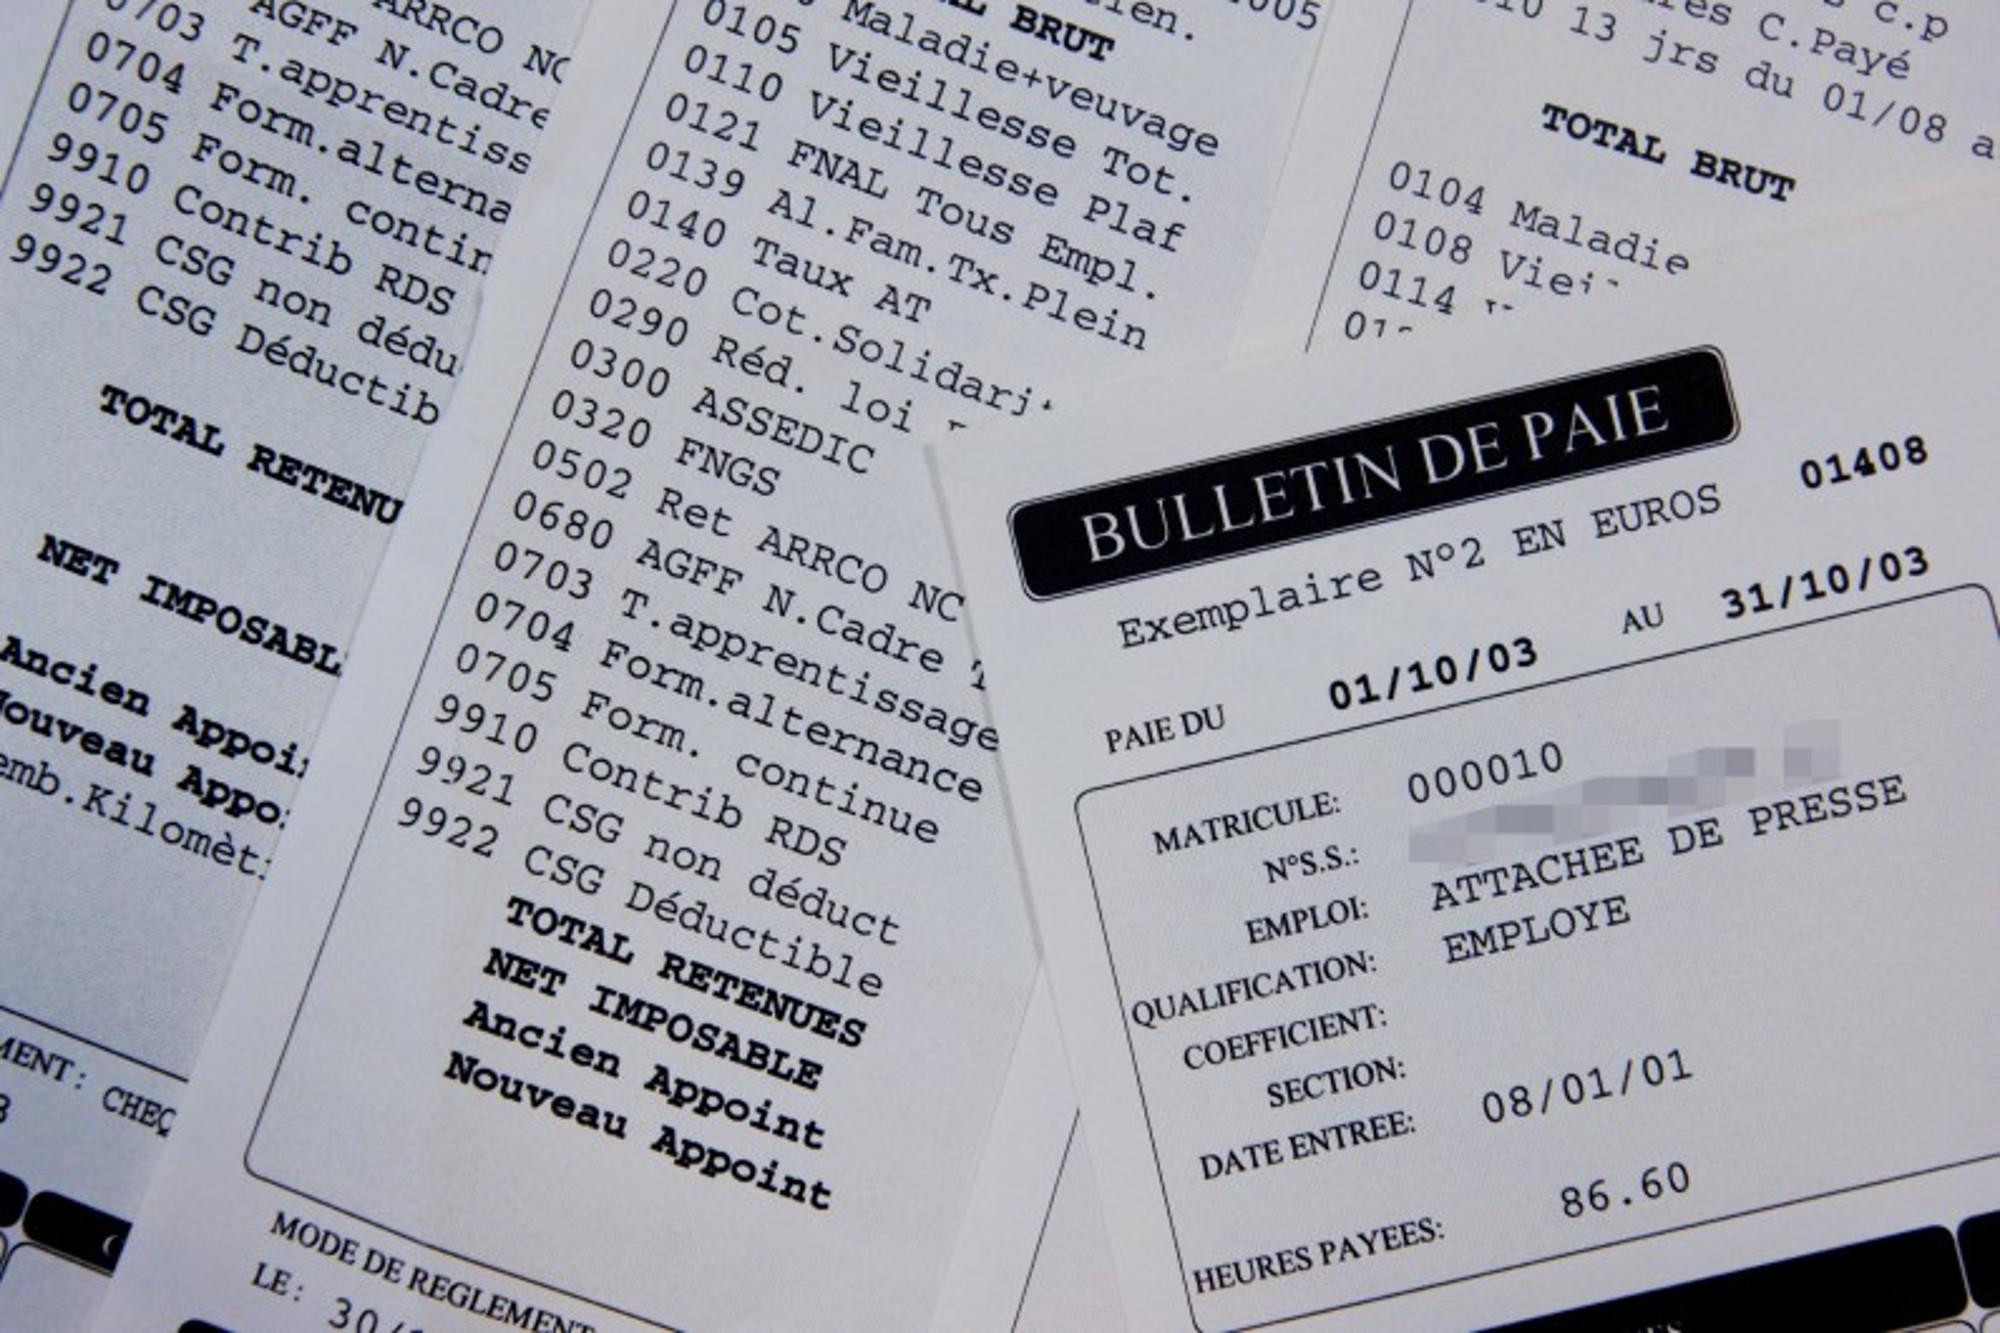 ARRCO
AGFF N.Cadre
0703 T.apprentiss
0704 Form.alterna
0705 Form. contin
9910 Contrib RDS
9921 CSG non dédu
9922 CSG Déductib
TOTAL RETENU
NET IMPOSABL
Ancien Appoi
Nouveau Appo
emb.Kilomèt
MENT: CHEQ
BRUT
Maladie+veuvage
0105 Vieillesse Tot.
0110 Vieillesse Plaf
0121 FNAL Tous Empl.
0139 Al.Fam.Tx.Plein
0140 Taux AT
0220 Cot.Solidari
0290 Réd. loi
0300 ASSEDIC
0320 FNGS
0502 Ret ARRCO NC
0680 AGFF N.Cadre
0703 T.apprentissage
0704 Form.alternance
0705 Form. continue
9910 Contrib RDS
9921 CSG non déduct
9922 CSG Déductible
TOTAL RETENUES
NET IMPOSABLE
Ancien Appoint
Nouveau Appoint
MODE DE REGLEMENT
LE: 30/
c.p
C.Payé
13 jrs du 01/08 a
TOTAL BRUT
0104 Maladie
0108 Viei
0114
BULLETIN DE PAIE
Exemplaire N°2 EN EUROS 01408
PAIE DU 01/10/03 AU 31/10/03
MATRICULE: 000010
N°S.S.:
EMPLOI: ATTACHEE DE PRESSE
QUALIFICATION: EMPLOYE
COEFFICIENT:
SECTION:
DATE ENTREE: 08/01/01
HEURES PAYEES: 86.60